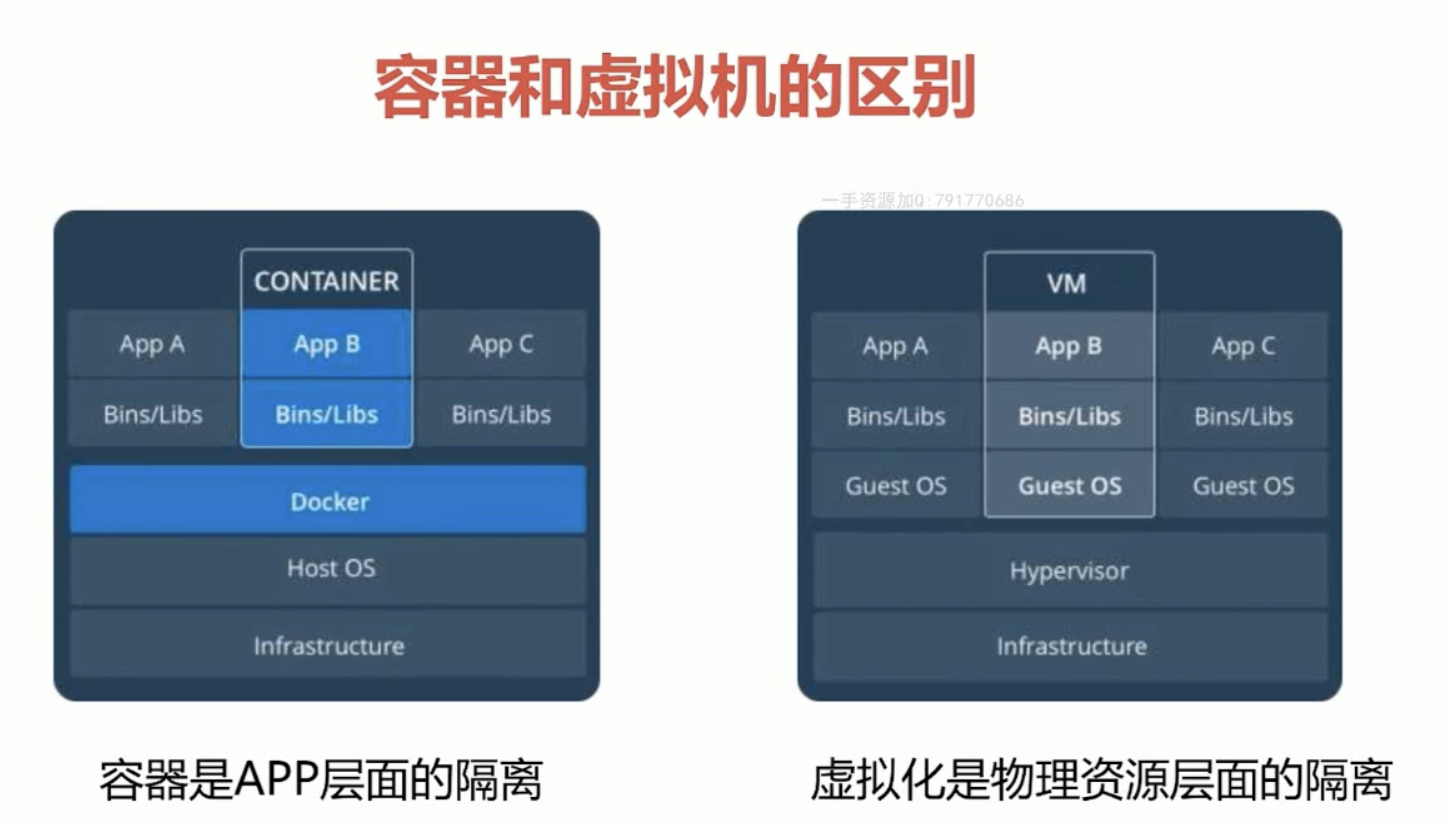 容器和虚拟机的区别
一手资源加Q:791770686
CONTAINER
App A App B App C
Bins/Libs Bins/Libs Bins/Libs
Docker
Host OS
Infrastructure
容器是APP层面的隔离
VM
App A App B App C
Bins/Libs Bins/Libs Bins/Libs
Guest OS Guest OS Guest OS
Hypervisor
Infrastructure
虚拟化是物理资源层面的隔离